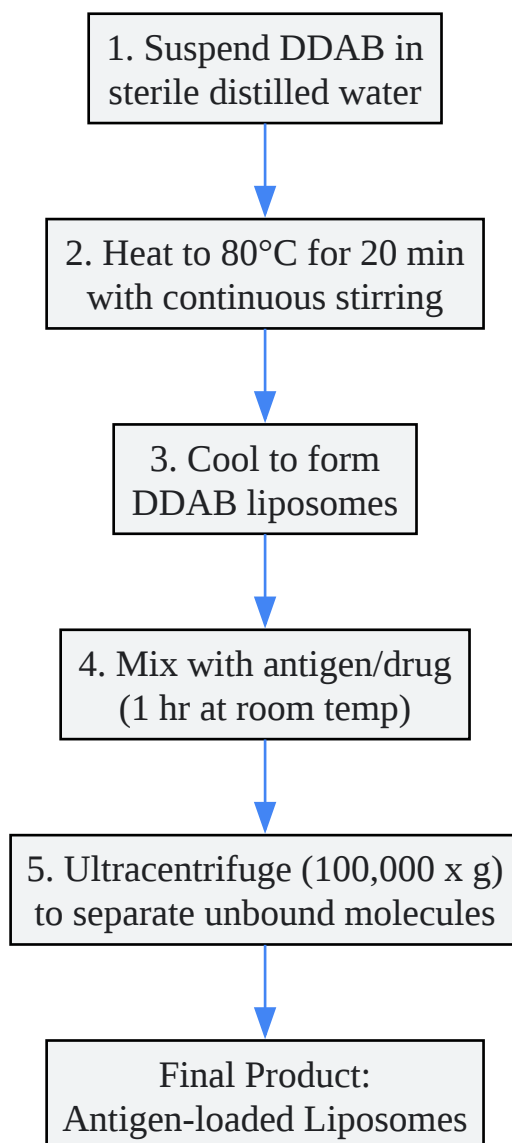 1. Suspend DDAB in
sterile distilled water
2. Heat to 80°C for 20 min
with continuous stirring
3. Cool to form
DDAB liposomes
4. Mix with antigen/drug
(1 hr at room temp)
5. Ultracentrifuge (100,000 x g)
to separate unbound molecules
Final Product:
Antigen-loaded Liposomes